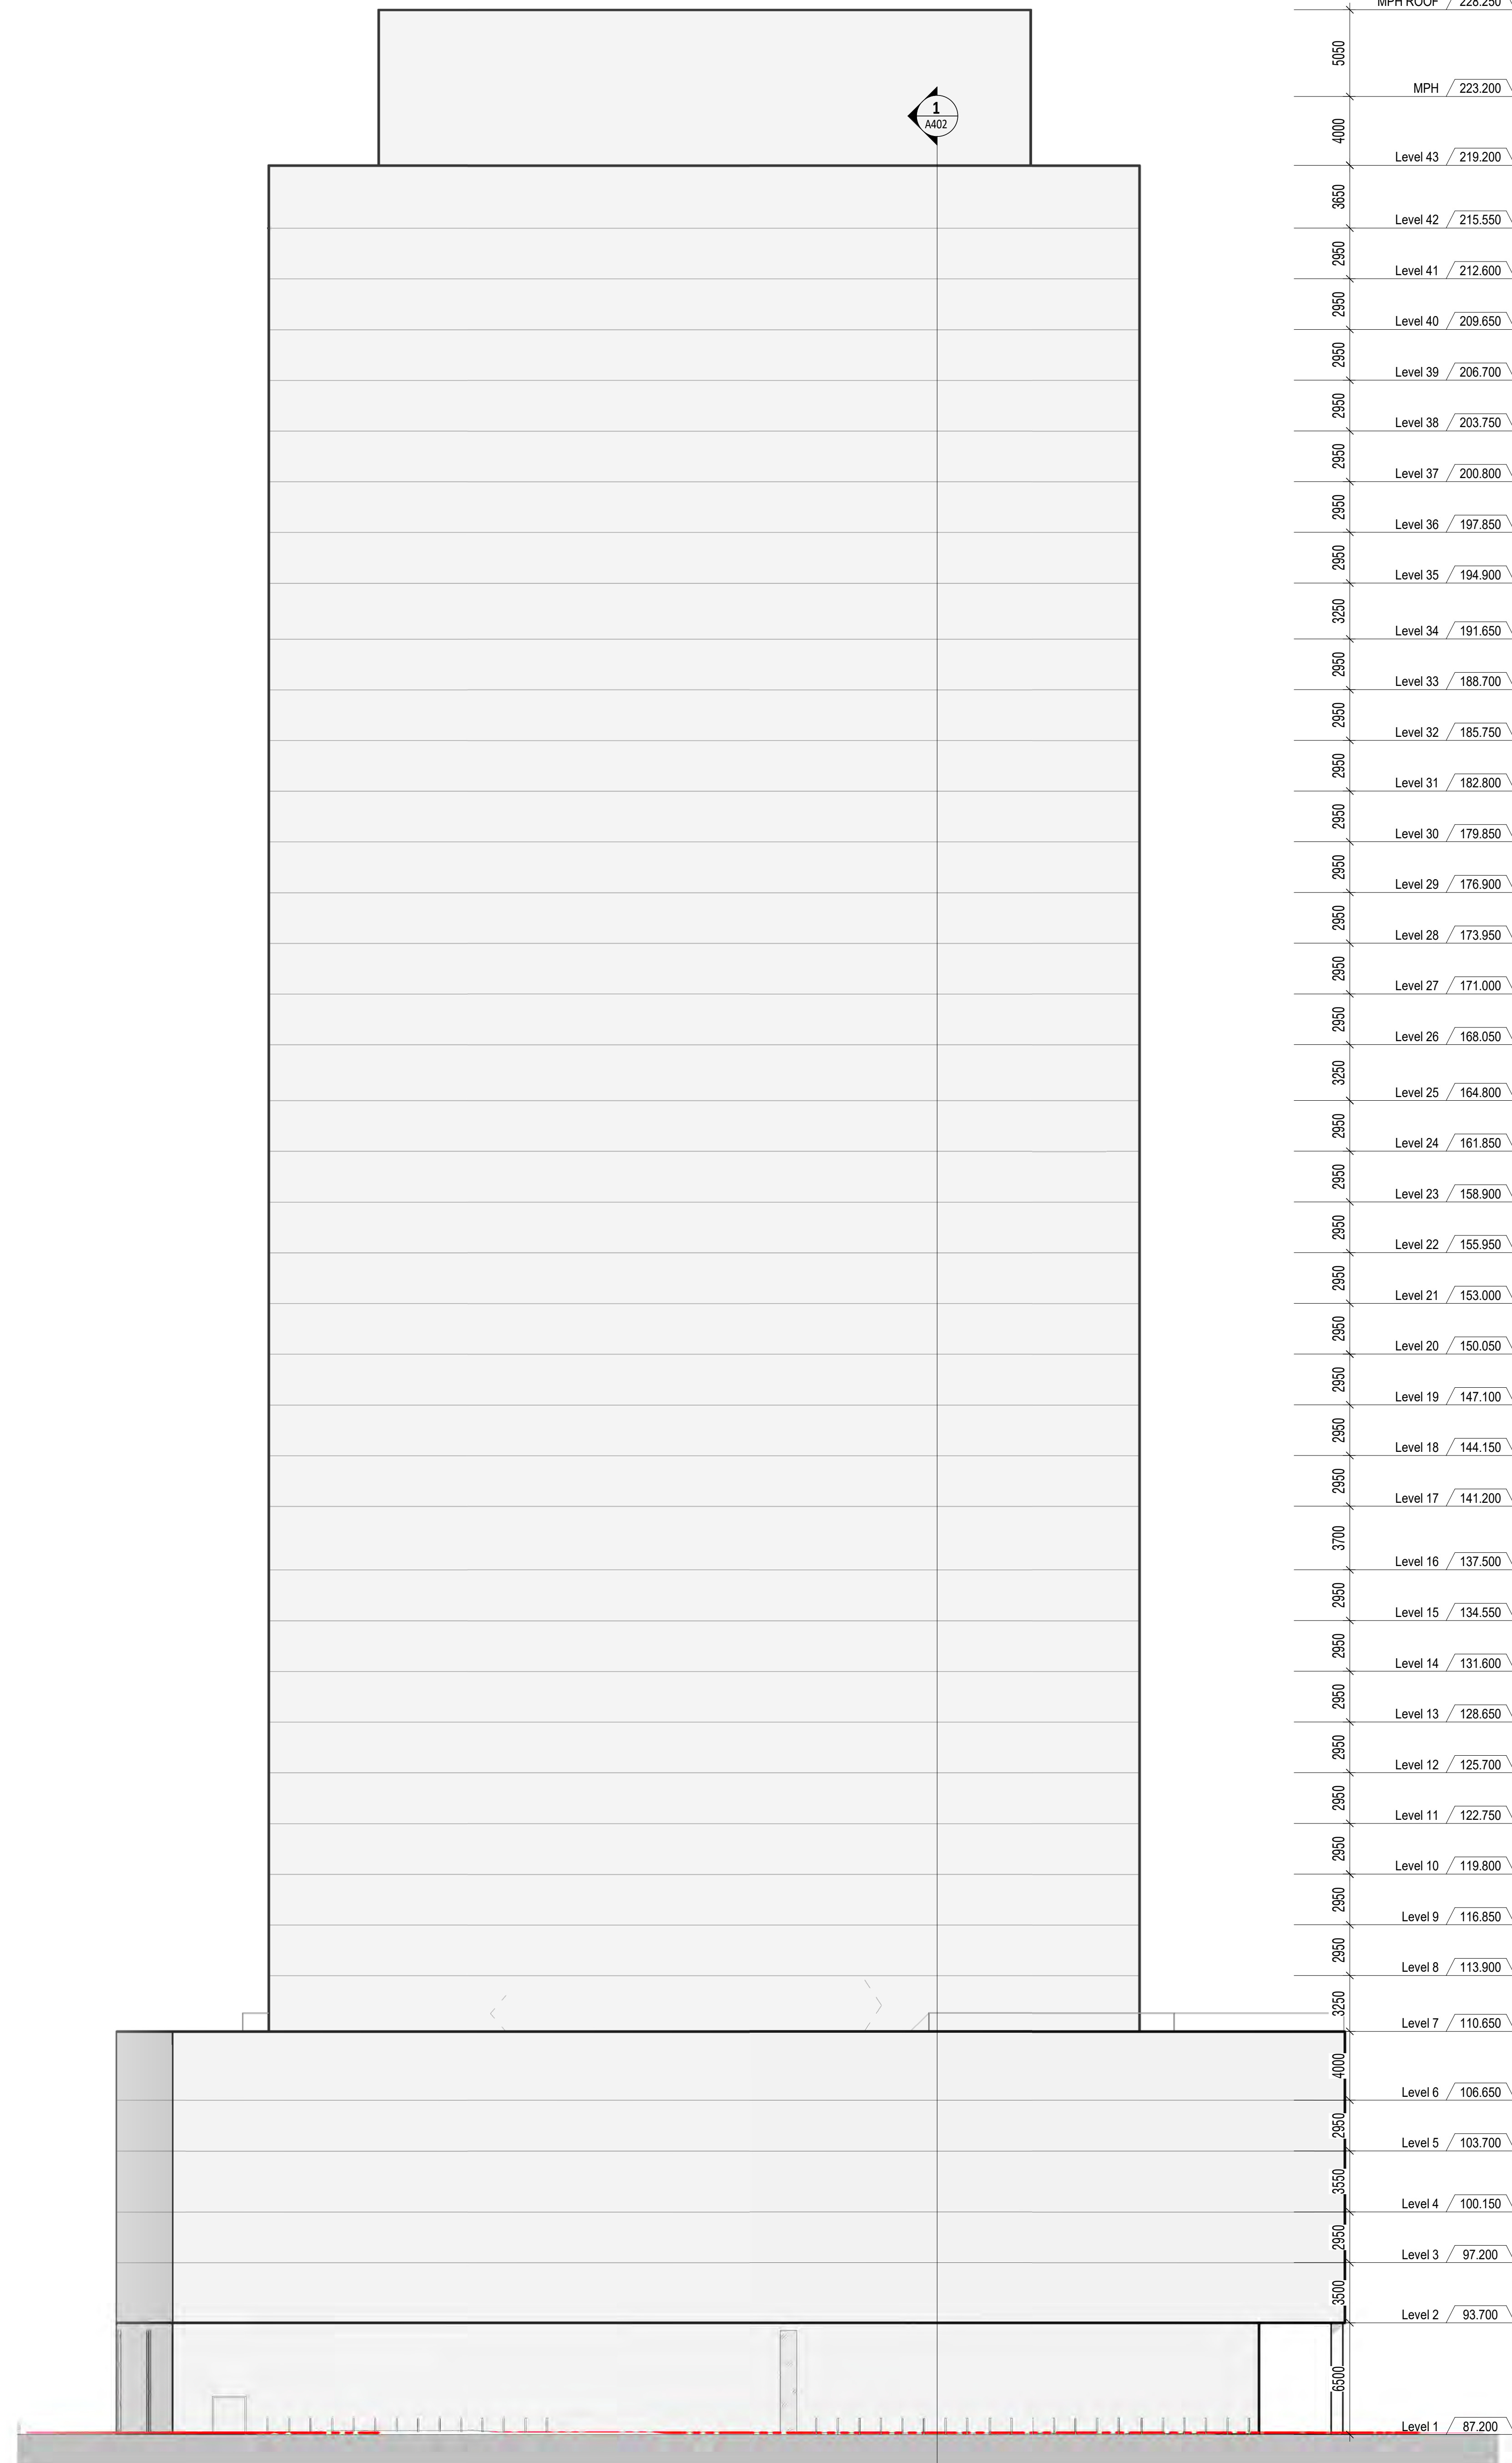 MPH ROOF 228.250
5050
MPH 223.200
1
A402
4000
Level 43 219.200
3650
Level 42 215.550
2950
Level 41 212.600
2950
Level 40 209.650
2950
Level 39 206.700
2950
Level 38 203.750
2950
Level 37 200.800
2950
Level 36 197.850
2950
Level 35 194.900
3250
Level 34 191.650
2950
Level 33 188.700
2950
Level 32 185.750
2950
Level 31 182.800
2950
Level 30 179.850
2950
Level 29 176.900
2950
Level 28 173.950
2950
Level 27 171.000
2950
Level 26 168.050
3250
Level 25 164.800
2950
Level 24 161.850
2950
Level 23 158.900
2950
Level 22 155.950
2950
Level 21 153.000
2950
Level 20 150.050
2950
Level 19 147.100
2950
Level 18 144.150
2950
Level 17 141.200
3700
Level 16 137.500
2950
Level 15 134.550
2950
Level 14 131.600
2950
Level 13 128.650
2950
Level 12 125.700
2950
Level 11 122.750
2950
Level 10 119.800
2950
Level 9 116.850
2950
Level 8 113.900
3250
Level 7 110.650
4000
Level 6 106.650
2950
Level 5 103.700
3550
Level 4 100.150
2950
Level 3 97.200
3500
Level 2 93.700
6500
Level 1 87.200